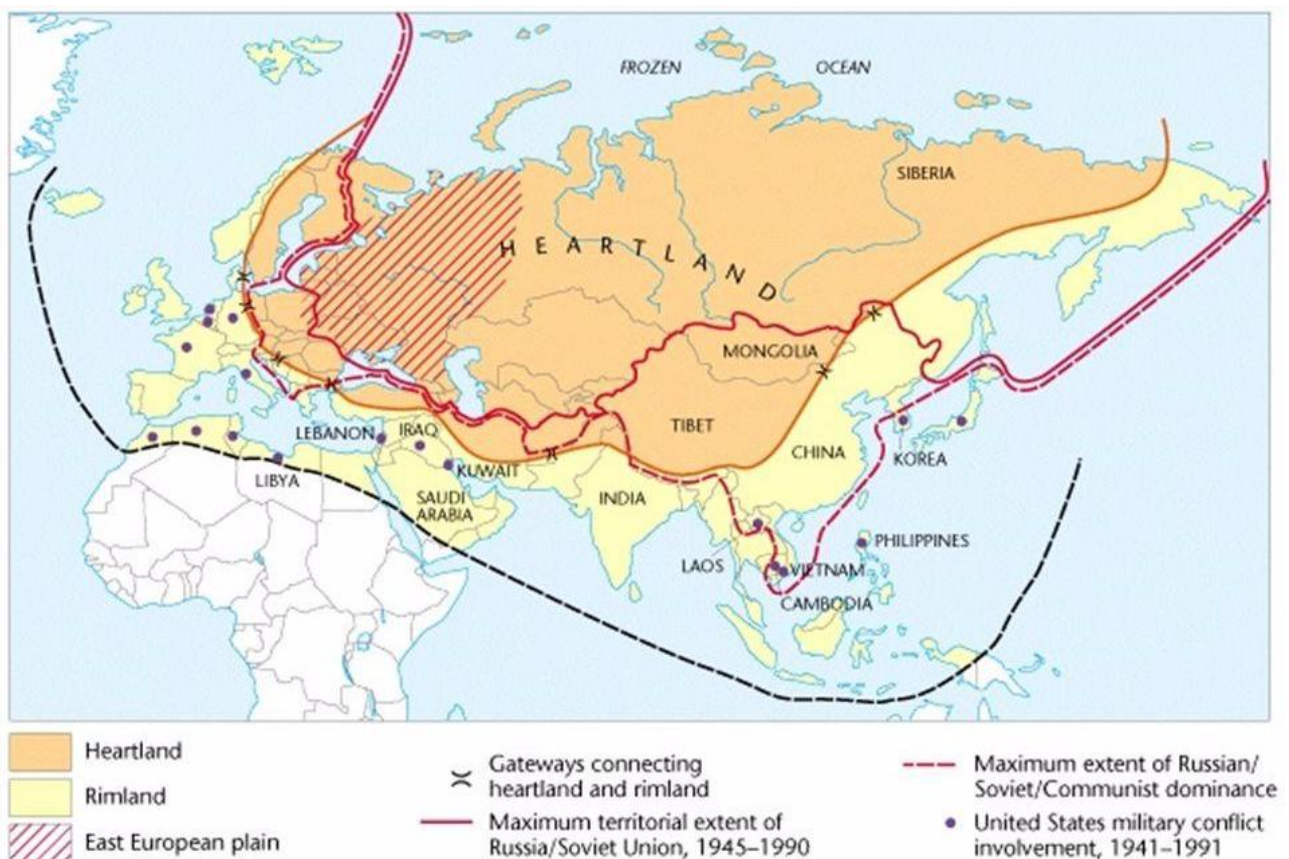 FROZEN OCEAN
SIBERIA
HEARTLAND
MONGOLIA
TIBET
LEBANON
IRAQ
CHINA
KOREA
KUWAIT
LIBYA
INDIA
SAUDI
ARABIA
PHILIPPINES
LAOS
VIETNAM
CAMBODIA
Heartland
Rimland
East European plain
Gateways connecting
heartland and rimland
Maximum territorial extent of
Russia/Soviet Union, 1945–1990
Maximum extent of Russian/
Soviet/Communist dominance
United States military conflict
involvement, 1941–1991